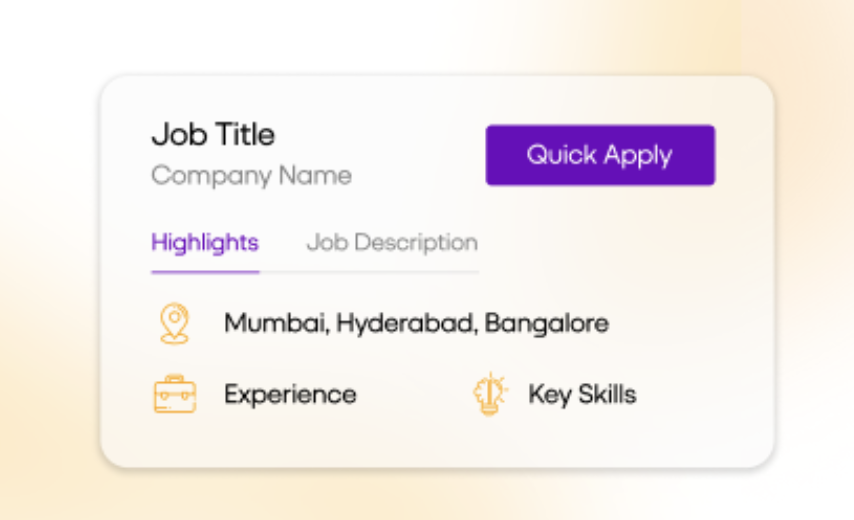 Job Title
Quick Apply
Company Name
Highlights Job Description
Mumbai, Hyderabad, Bangalore
Experience Key Skills